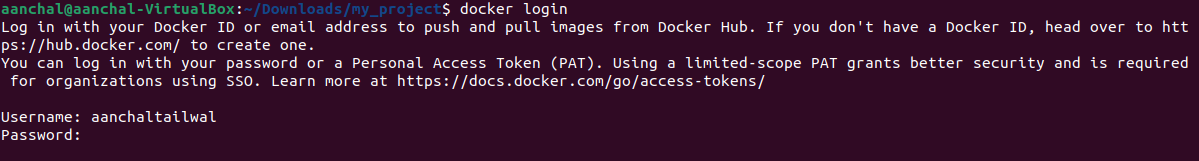 aanchal@aanchal-VirtualBox:~/Downloads/my_project$ docker login
Log in with your Docker ID or email address to push and pull images from Docker Hub. If you don't have a Docker ID, head over to htt
ps://hub.docker.com/ to create one.
You can log in with your password or a Personal Access Token (PAT). Using a limited-scope PAT grants better security and is required
 for organizations using SSO. Learn more at https://docs.docker.com/go/access-tokens/
Username: aanchaltailwal
Password: